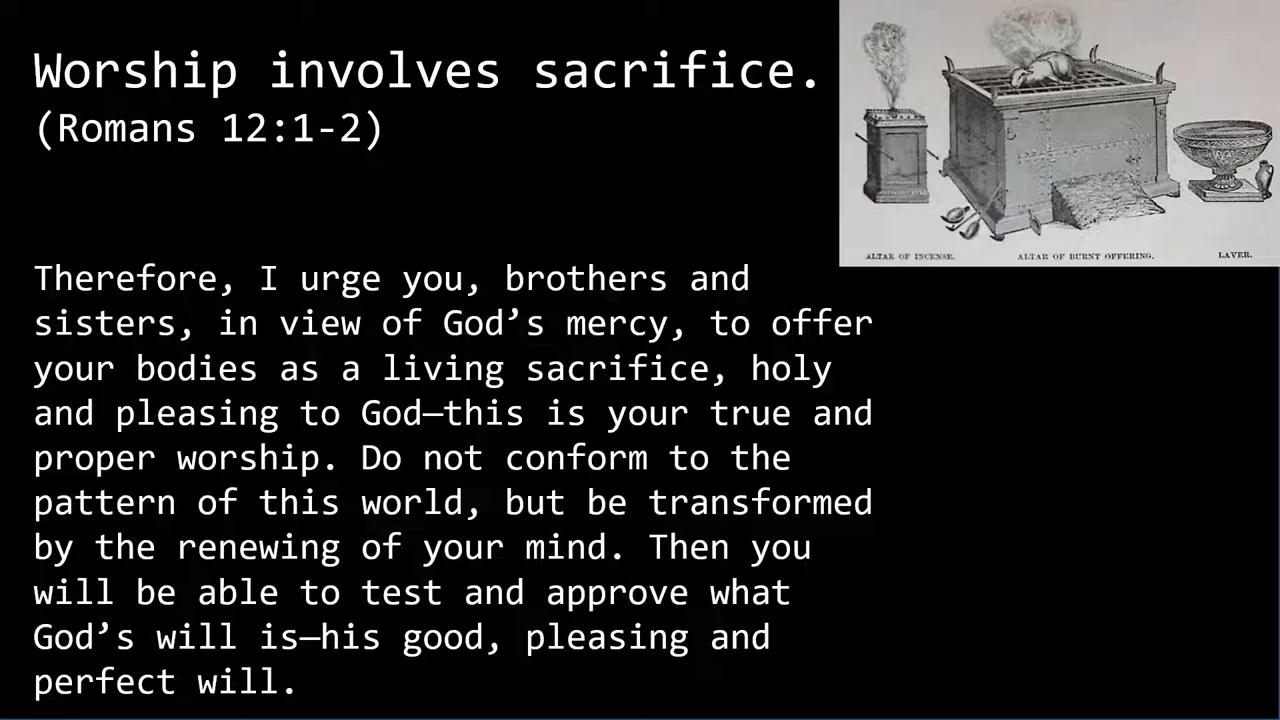 Worship involves sacrifice.
(Romans 12:1-2)
ALTAR OF INCENSE.
ALTAR OF BURNT OFFERING.
LAVER.
Therefore, I urge you, brothers and
sisters, in view of God’s mercy, to offer
your bodies as a living sacrifice, holy
and pleasing to God—this is your true and
proper worship. Do not conform to the
pattern of this world, but be transformed
by the renewing of your mind. Then you
will be able to test and approve what
God’s will is—his good, pleasing and
perfect will.